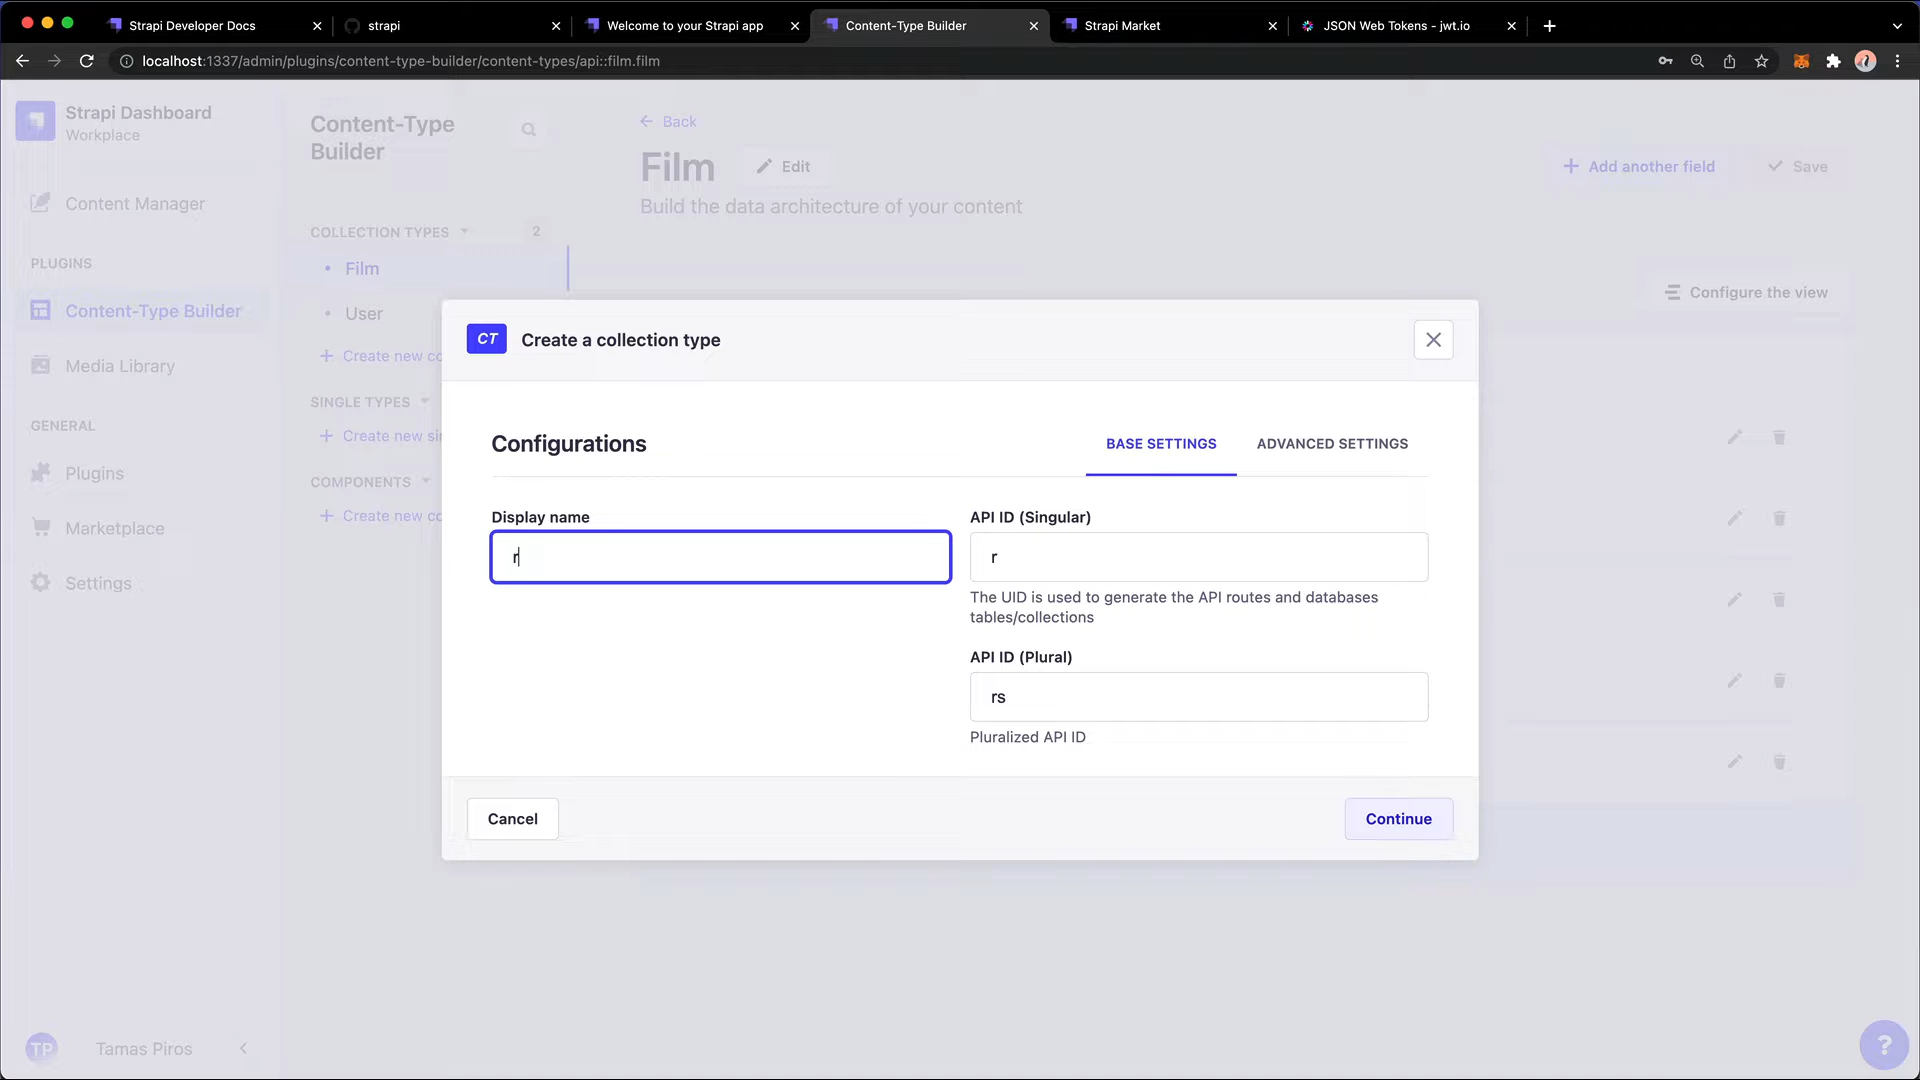 Strapi Developer Docs
strapi
Welcome to your Strapi app
Content-Type Builder
Strapi Market
JSON Web Tokens - jwt.io
localhost:1337/admin/plugins/content-type-builder/content-types/api::film.film
Strapi Dashboard
Workplace
Content Manager
PLUGINS
Content-Type Builder
Media Library
GENERAL
Plugins
Marketplace
Settings
TP
Tamas Piros
Content-Type
Builder
COLLECTION TYPES
2
Film
User
Create new co
SINGLE TYPES
Create new si
COMPONENTS
Create new co
Back
Film
Edit
Add another field
Save
Build the data architecture of your content
Configure the view
CT
Create a collection type
Configurations
BASE SETTINGS
ADVANCED SETTINGS
Display name
r
API ID (Singular)
r
The UID is used to generate the API routes and databases
tables/collections
API ID (Plural)
rs
Pluralized API ID
Cancel
Continue
?